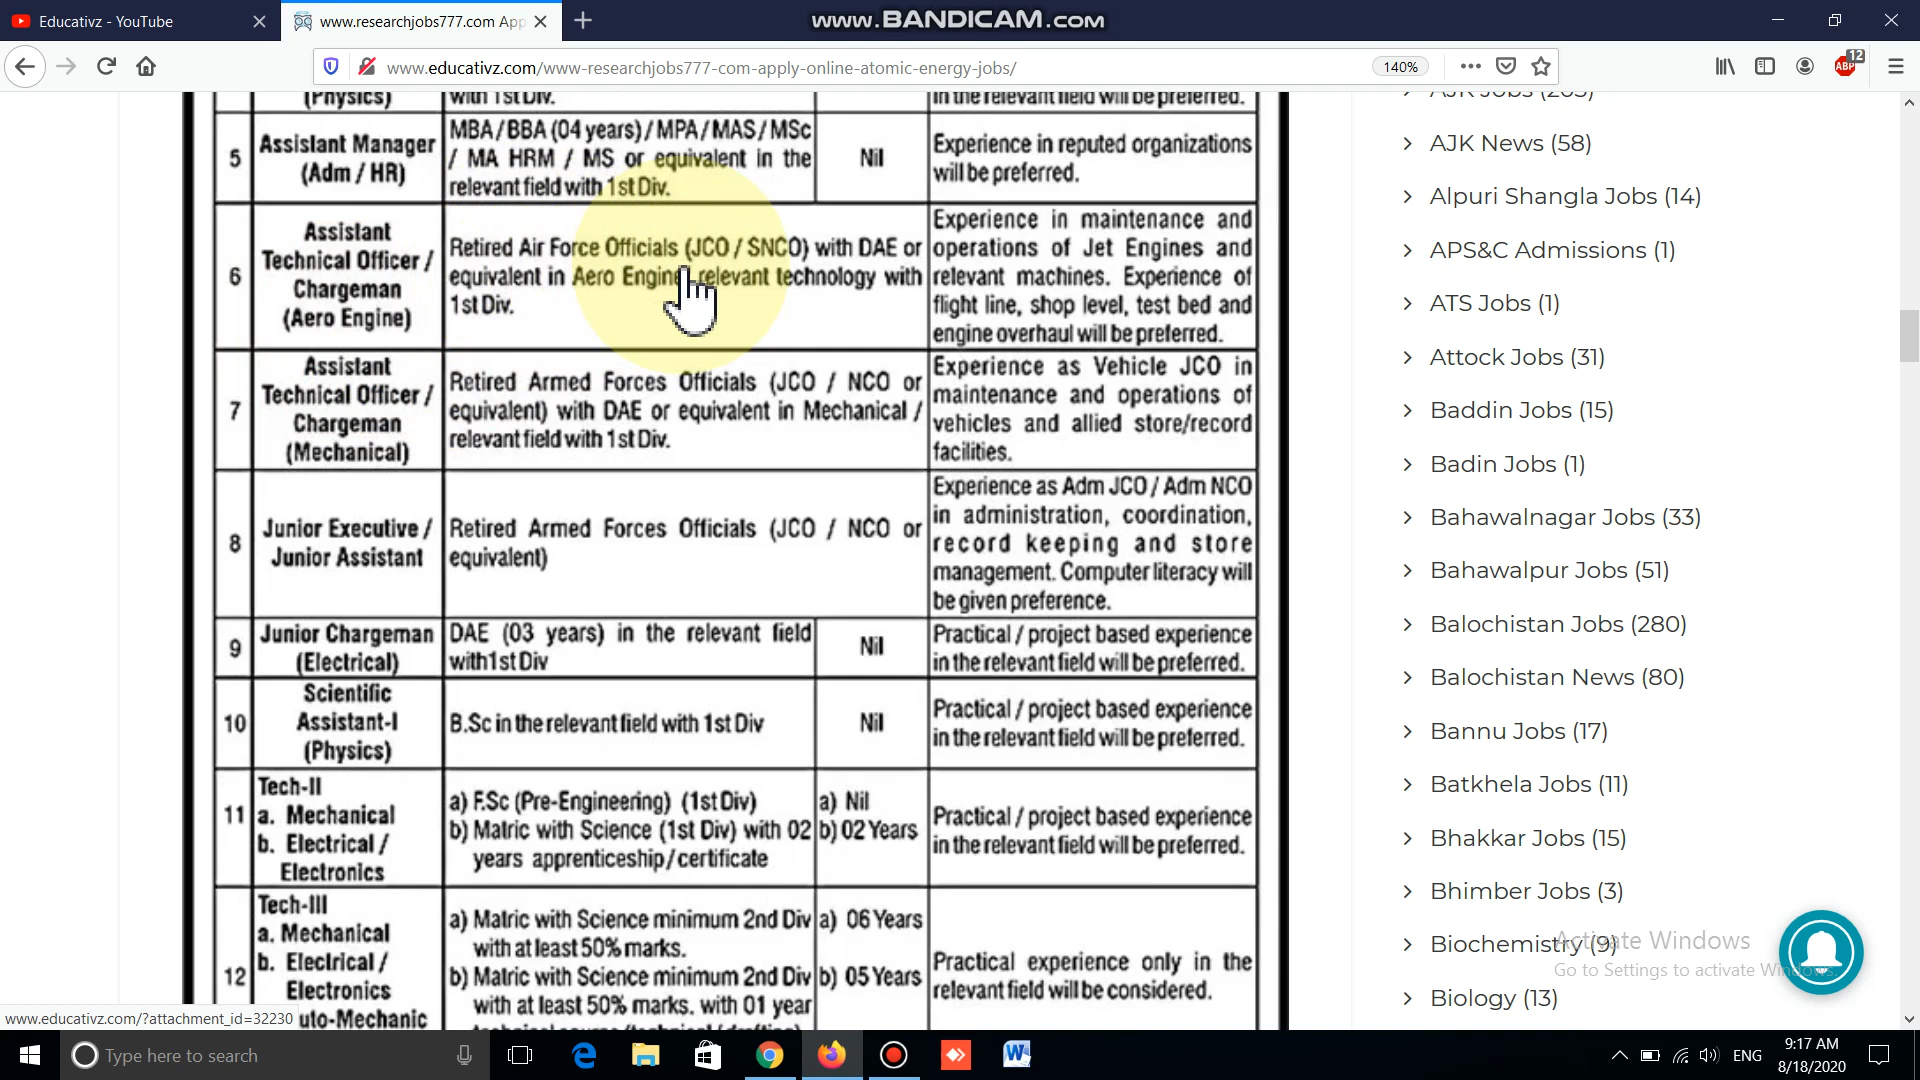 Educativz - YouTube
www.researchjobs777.com App
www.BANDICAM.com
www.educativz.com/www-researchjobs777-com-apply-online-atomic-energy-jobs/
140%
ABP
12
(Physics)
with 1st Div.
in the relevant field will be preferred.
5
Assistant Manager
(Adm / HR)
MBA / BBA (04 years) / MPA / MAS / MSc
/ MA HRM / MS or equivalent in the
relevant field with 1st Div.
Nil
Experience in reputed organizations
will be preferred.
6
Assistant
Technical Officer /
Chargeman
(Aero Engine)
Retired Air Force Officials (JCO / SNCO) with DAE or
equivalent in Aero Engine relevant technology with
1st Div.
Experience in maintenance and
operations of Jet Engines and
relevant machines. Experience of
flight line, shop level, test bed and
engine overhaul will be preferred.
7
Assistant
Technical Officer /
Chargeman
(Mechanical)
Retired Armed Forces Officials (JCO / NCO or
equivalent) with DAE or equivalent in Mechanical /
relevant field with 1st Div.
Experience as Vehicle JCO in
maintenance and operations of
vehicles and allied store/record
facilities.
8
Junior Executive /
Junior Assistant
Retired Armed Forces Officials (JCO / NCO or
equivalent)
Experience as Adm JCO / Adm NCO
in administration, coordination,
record keeping and store
management. Computer literacy will
be given preference.
9
Junior Chargeman
(Electrical)
DAE (03 years) in the relevant field
with1st Div
Nil
Practical / project based experience
in the relevant field will be preferred.
10
Scientific
Assistant-I
(Physics)
B.Sc in the relevant field with 1st Div
Nil
Practical / project based experience
in the relevant field will be preferred.
11
Tech-II
a. Mechanical
b. Electrical /
Electronics
a) F.Sc (Pre-Engineering) (1st Div)
b) Matric with Science (1st Div) with 02
years apprenticeship / certificate
a) Nil
b) 02 Years
Practical / project based experience
in the relevant field will be preferred.
12
Tech-III
a. Mechanical
b. Electrical /
Electronics
uto-Mechanic
a) Matric with Science minimum 2nd Div
with at least 50% marks.
b) Matric with Science minimum 2nd Div
with at least 50% marks. with 01 year
a) 06 Years
b) 05 Years
Practical experience only in the
relevant field will be considered.
AJK Jobs (203)
AJK News (58)
Alpuri Shangla Jobs (14)
APS&C Admissions (1)
ATS Jobs (1)
Attock Jobs (31)
Baddin Jobs (15)
Badin Jobs (1)
Bahawalnagar Jobs (33)
Bahawalpur Jobs (51)
Balochistan Jobs (280)
Balochistan News (80)
Bannu Jobs (17)
Batkhela Jobs (11)
Bhakkar Jobs (15)
Bhimber Jobs (3)
Biochemistry (9)
Biology (13)
Activate Windows
Go to Settings to activate Windows.
www.educativz.com/?attachment_id=32230
Type here to search
ENG
9:17 AM
8/18/2020